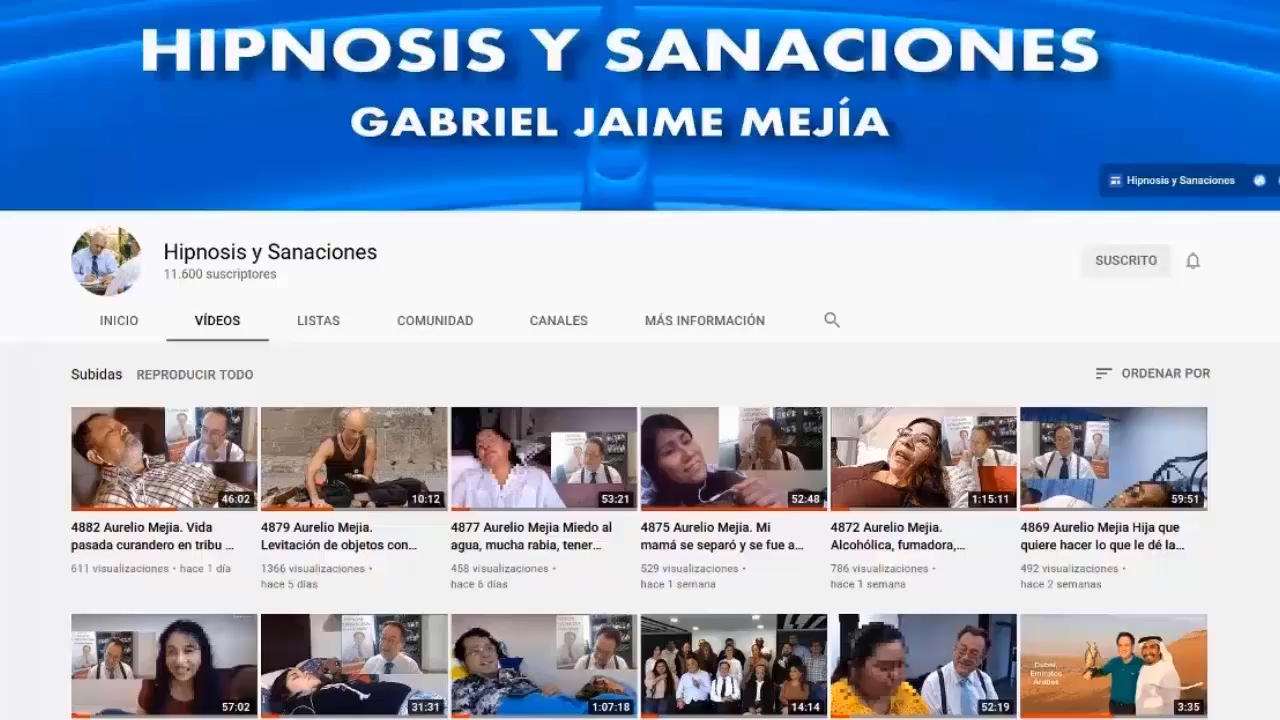 HIPNOSIS Y SANACIONES
GABRIEL JAIME MEJÍA
Hipnosis y Sanaciones
Hipnosis y Sanaciones
11.600 suscriptores
SUSCRITO
INICIO
VÍDEOS
LISTAS
COMUNIDAD
CANALES
MÁS INFORMACIÓN
Subidas
REPRODUCIR TODO
ORDENAR POR
46:02
10:12
53:21
52:48
1:15:11
59:51
4882 Aurelio Mejia. Vida
pasada curandero en tribu ...
611 visualizaciones • hace 1 día
4879 Aurelio Mejia.
Levitación de objetos con...
1366 visualizaciones •
hace 5 días
4877 Aurelio Mejia Miedo al
agua, mucha rabia, tener...
458 visualizaciones •
hace 6 días
4875 Aurelio Mejia. Mi
mamá se separó y se fue a...
529 visualizaciones •
hace 1 semana
4872 Aurelio Mejia.
Alcohólica, fumadora,...
786 visualizaciones •
hace 1 semana
4869 Aurelio Mejia Hija que
quiere hacer lo que le dé la...
492 visualizaciones •
hace 2 semanas
57:02
31:31
1:07:18
14:14
52:19
Dubai,
Emiratos
Árabes
3:35